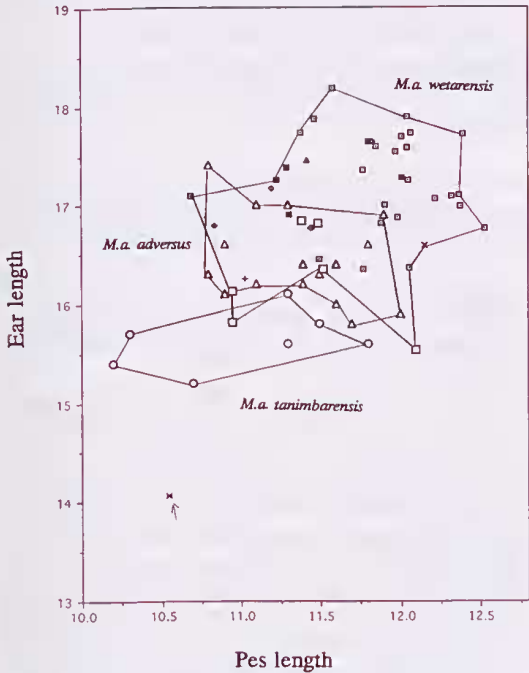 19
18
M.a. wetarensis
17
M.a. adversus
Ear length
16
15
M.a. tanimbarensis
14
13
10.0 10.5 11.0 11.5 12.0 12.5
Pes length